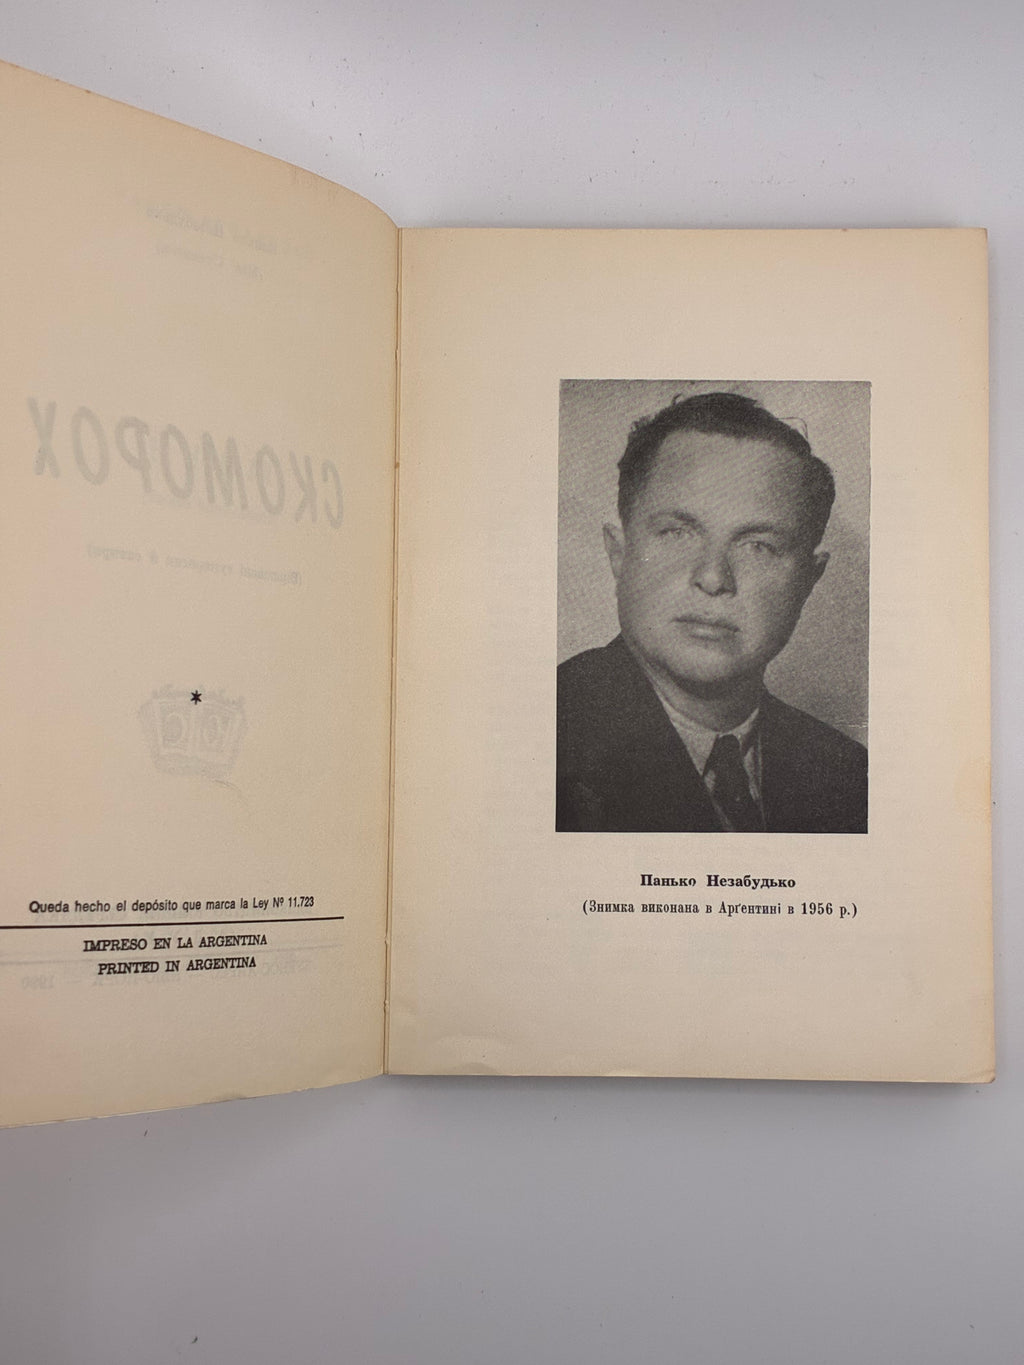 СКОМОРОХ
*
Queda hecho el depósito que marca la Ley Nº 11.723
IMPRESO EN LA ARGENTINA
PRINTED IN ARGENTINA
Панько Незабудько
(Знимка виконана в Арґентині в 1956 р.)